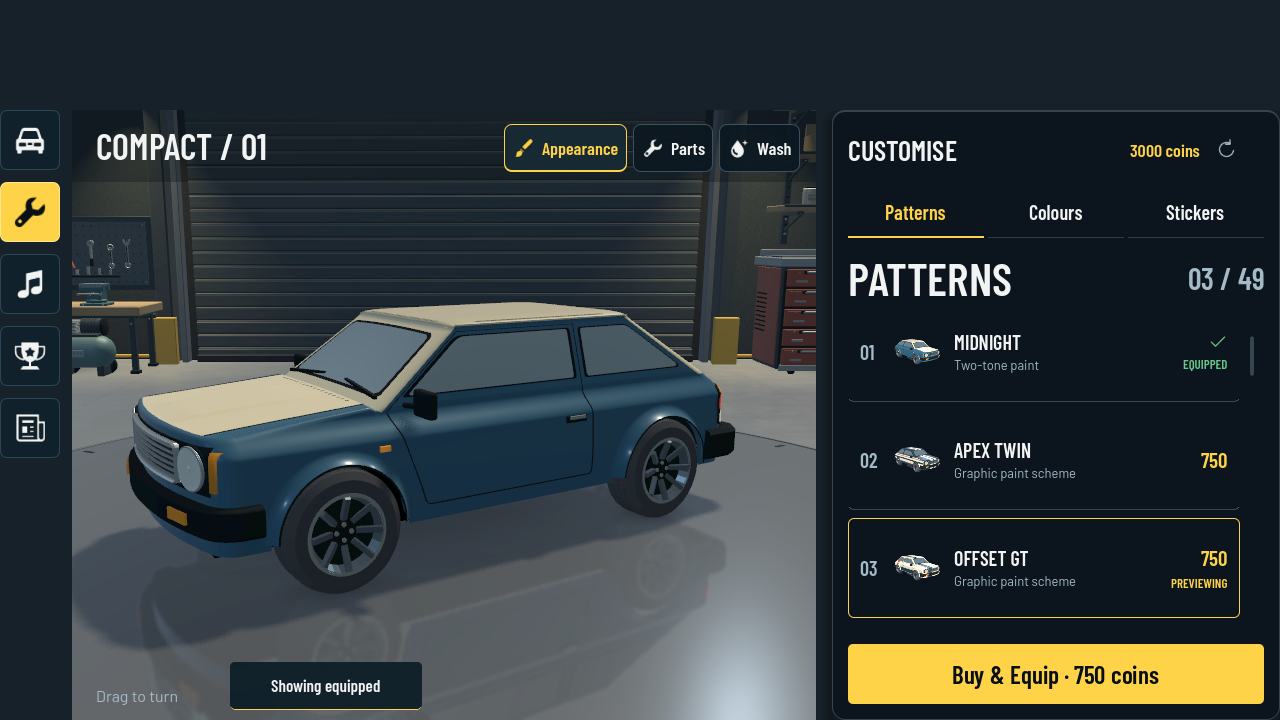 COMPACT / 01
Appearance
Parts
Wash
Drag to turn
Showing equipped
CUSTOMISE
3000 coins
Patterns
Colours
Stickers
PATTERNS
03 / 49
01
MIDNIGHT
Two-tone paint
EQUIPPED
02
APEX TWIN
Graphic paint scheme
750
03
OFFSET GT
Graphic paint scheme
750
PREVIEWING
Buy & Equip · 750 coins